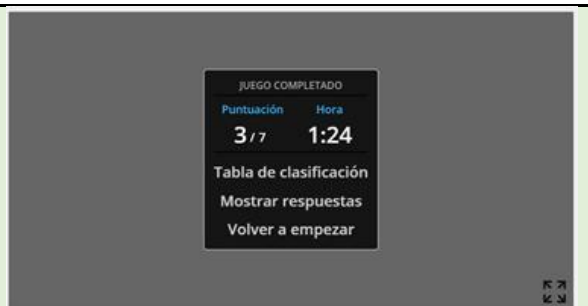 JUEGO COMPLETADO
Puntuación Hora
3/7 1:24
Tabla de clasificación
Mostrar respuestas
Volver a empezar